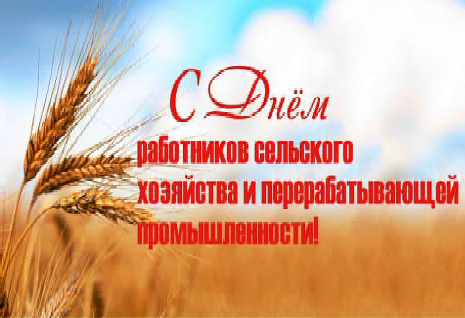 С Днём
работников сельского
хозяйства и перерабатывающей
промышленности!